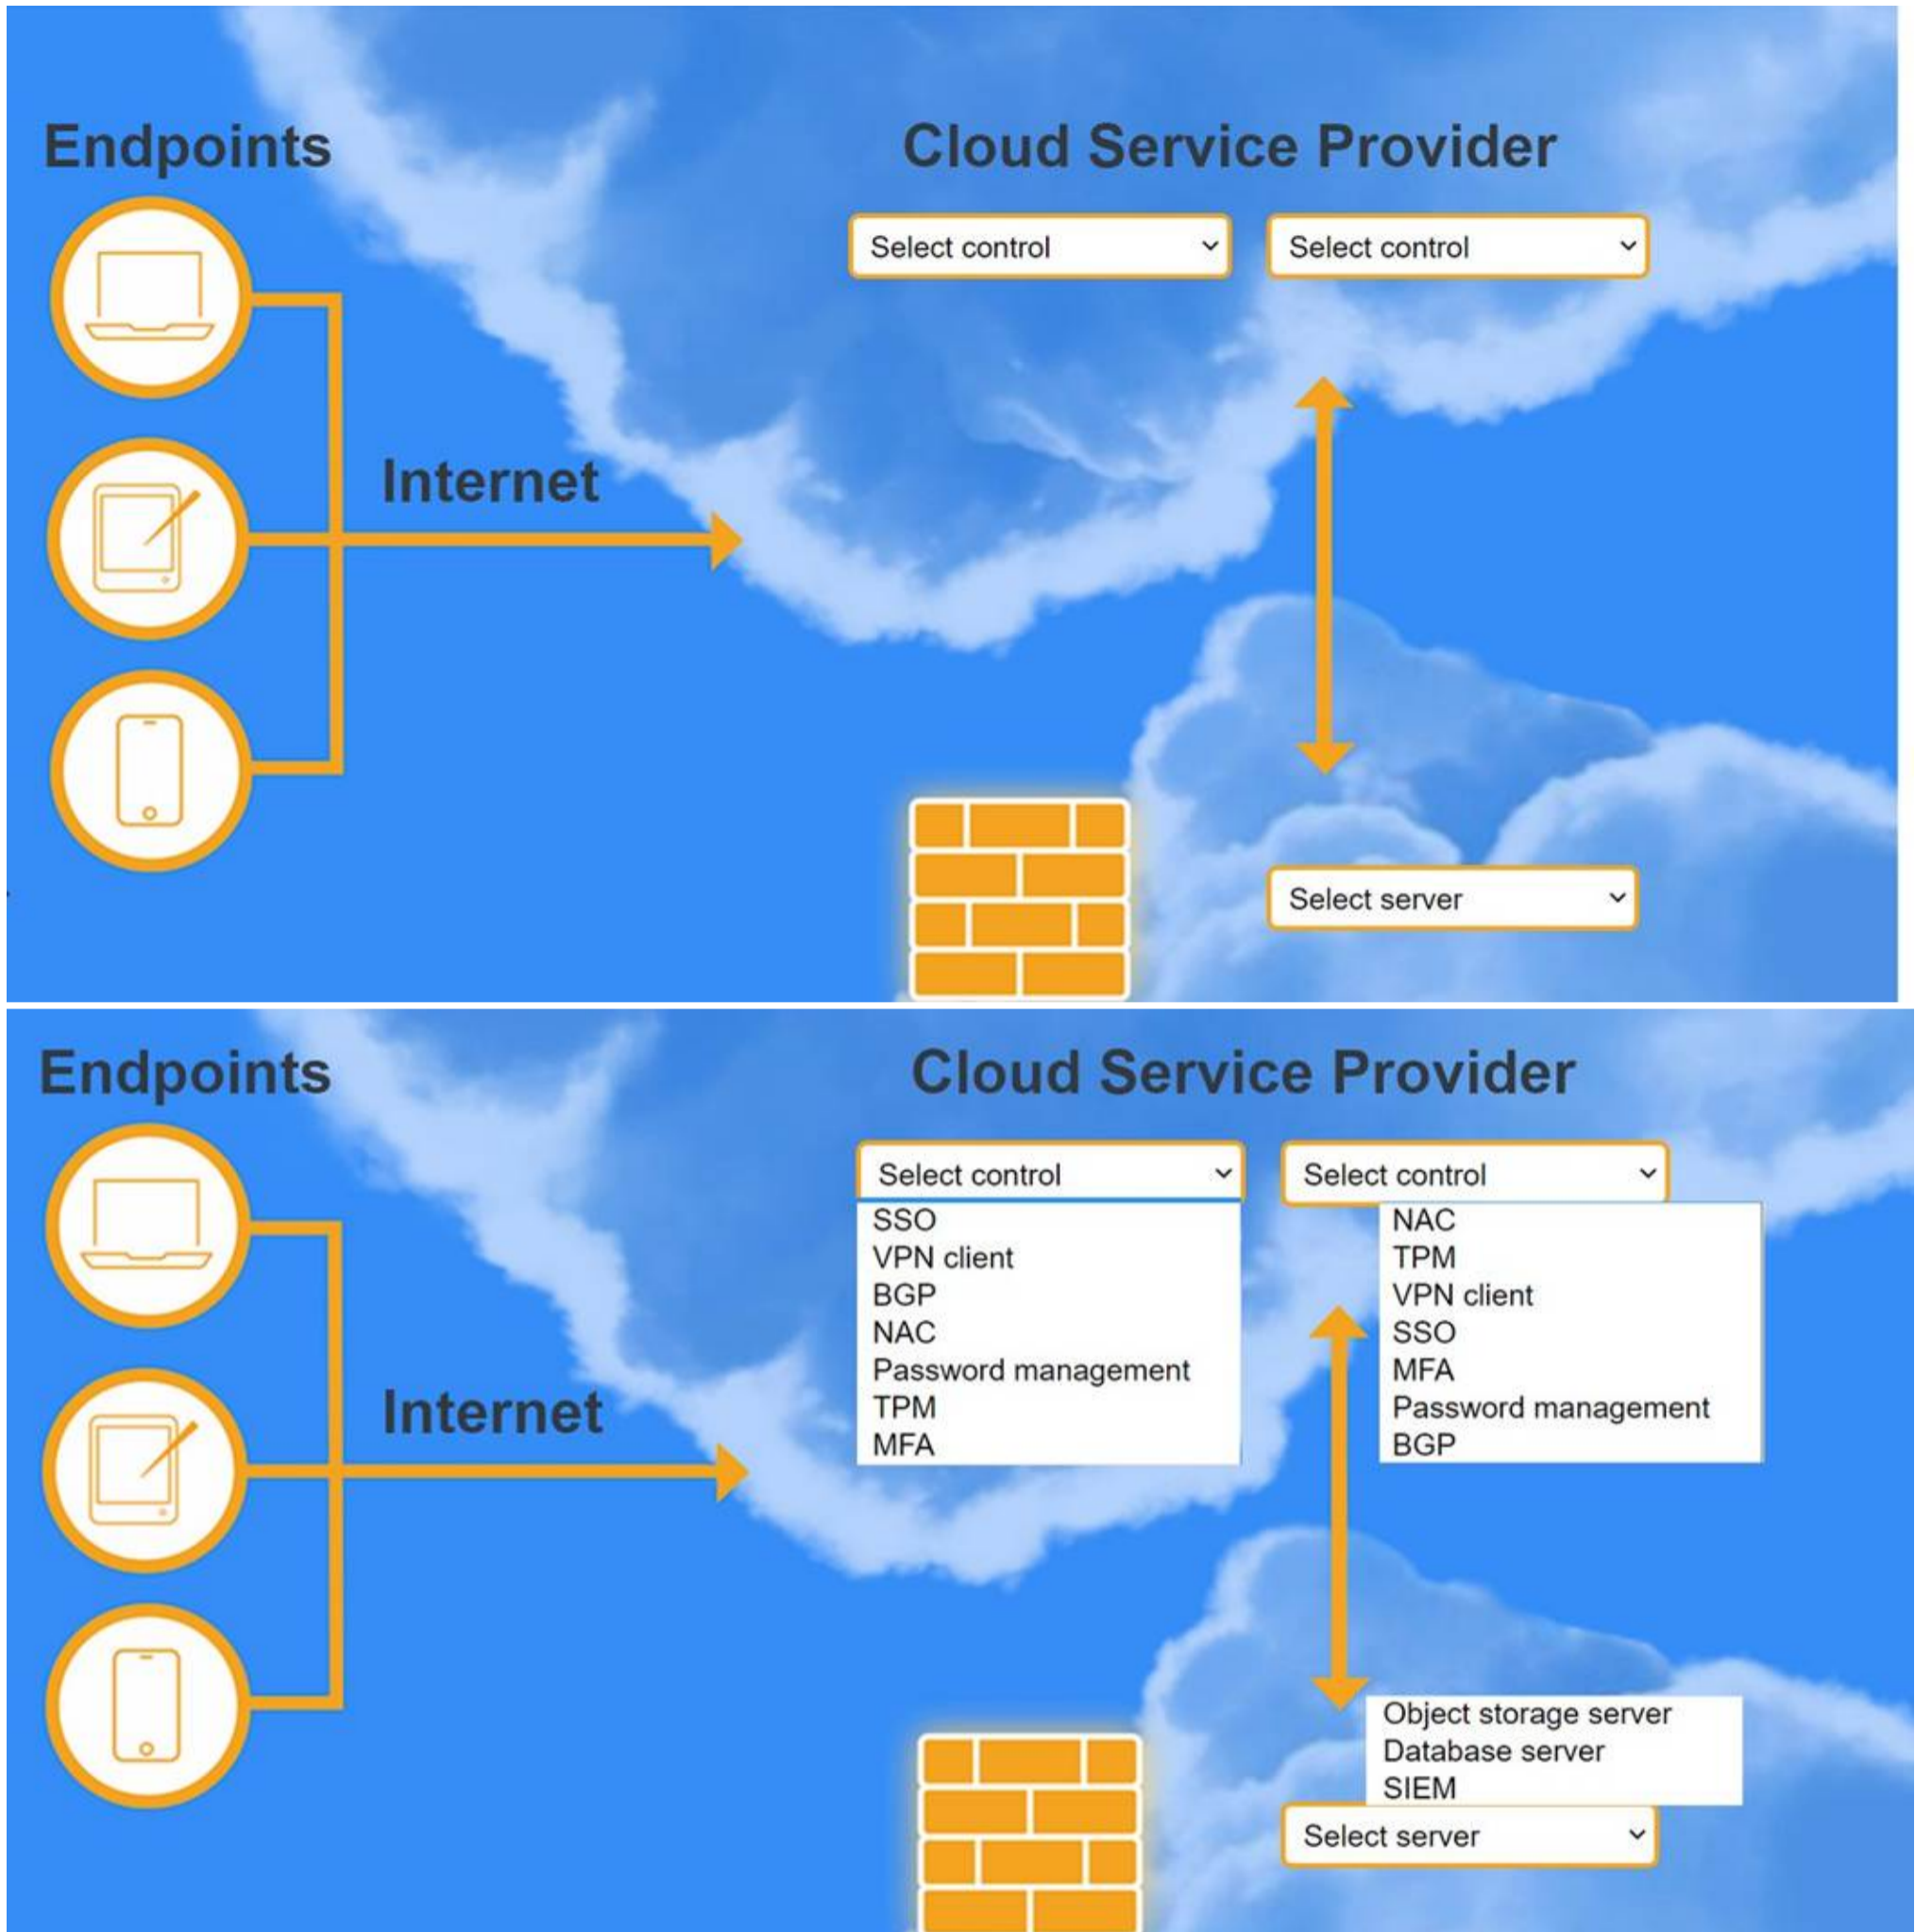 Endpoints
Cloud Service Provider
Select control
Select control
Internet
Select server
Endpoints
Cloud Service Provider
Select control
SSO
VPN client
BGP
NAC
Password management
TPM
MFA
Select control
NAC
TPM
VPN client
SSO
MFA
Password management
BGP
Internet
Object storage server
Database server
SIEM
Select server